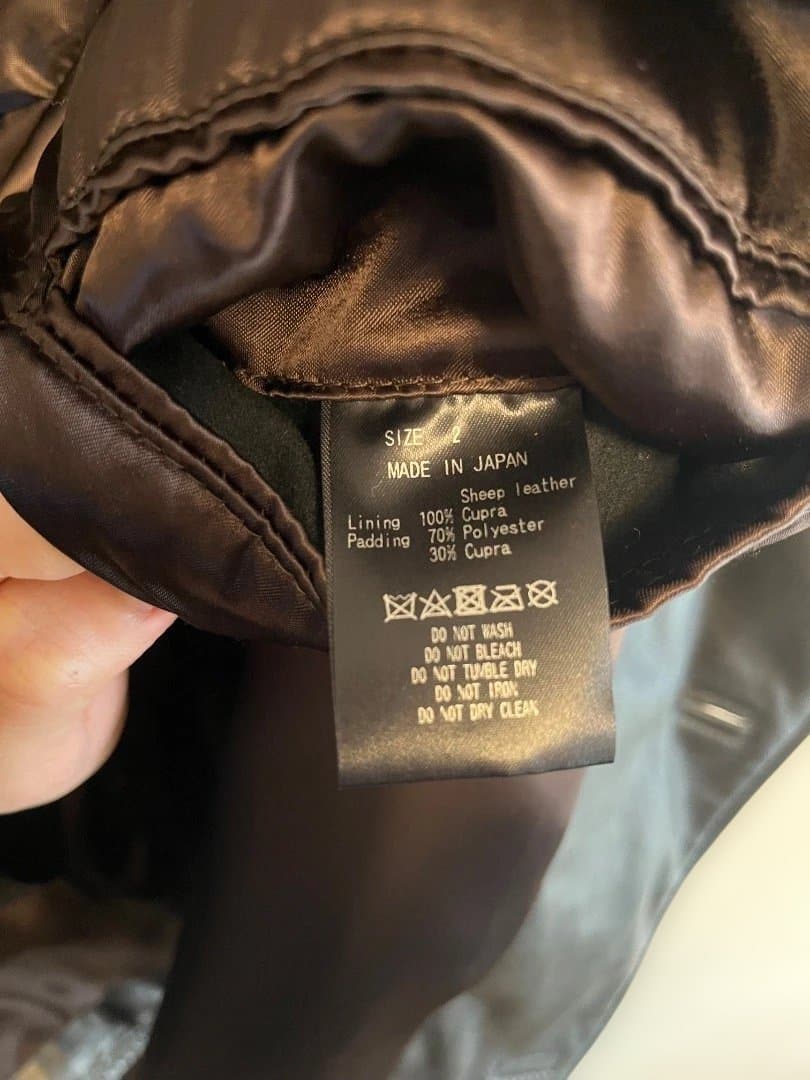 SIZE 2
MADE IN JAPAN
Sheep leather
Lining 100% Cupra
Padding 70% Polyester
30% Cupra
DO NOT WASH
DO NOT BLEACH
DO NOT TUMBLE DRY
DO NOT IRON
DO NOT DRY CLEAN